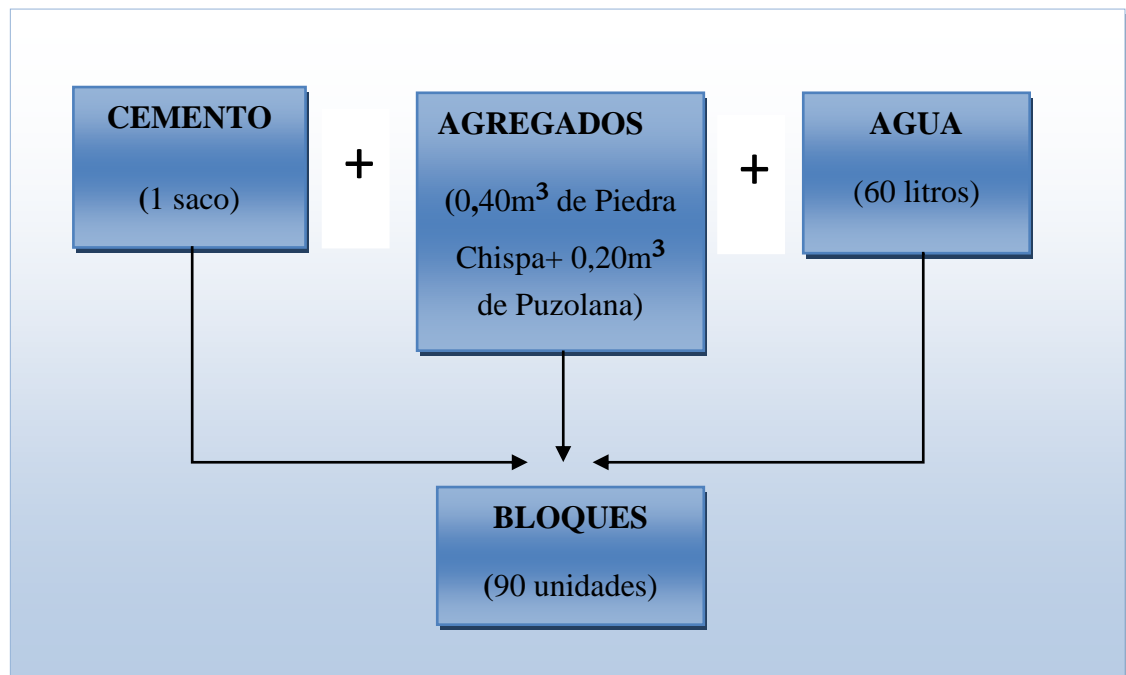 CEMENTO
(1 saco)
+
AGREGADOS
(0,40m³ de Piedra
Chispa+ 0,20m³
de Puzolana)
+
AGUA
(60 litros)
BLOQUES
(90 unidades)